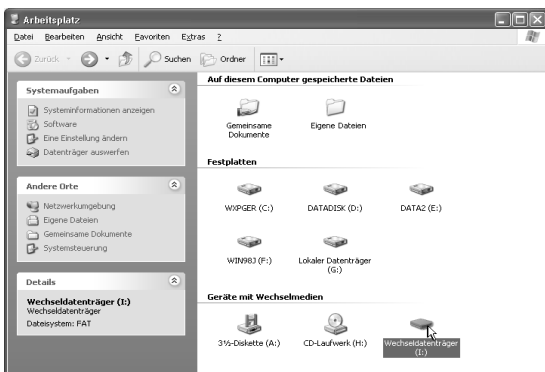 Arbeitsplatz
Datei Bearbeiten Ansicht Favoriten Extras ?
Zurück Suchen Ordner
Systemaufgaben
Systeminformationen anzeigen
Software
Eine Einstellung ändern
Datenträger auswerfen
Andere Orte
Netzwerkumgebung
Eigene Dateien
Gemeinsame Dokumente
Systemsteuerung
Details
Wechseldatenträger (I:)
Wechseldatenträger
Dateisystem: FAT
Auf diesem Computer gespeicherte Dateien
Gemeinsame
Dokumente
Eigene Dateien
Festplatten
WXPGER (C:) DATADISK (D:) DATA2 (E:)
WIN98J (F:) Lokaler Datenträger
(G:)
Geräte mit Wechselmedien
3½-Diskette (A:) CD-Laufwerk (H:) Wechseldatenträger
(I:)